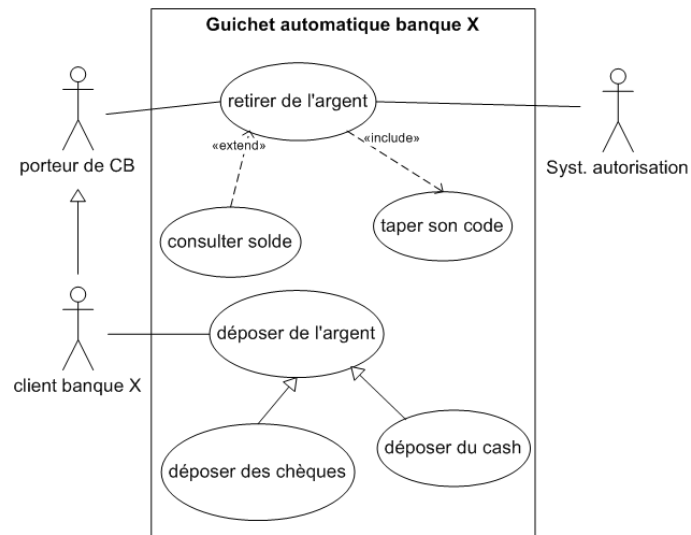 Guichet automatique banque X
retirer de l'argent
porteur de CB
Syst. autorisation
«extend»
«include»
consulter solde
taper son code
déposer de l'argent
client banque X
déposer des chèques
déposer du cash